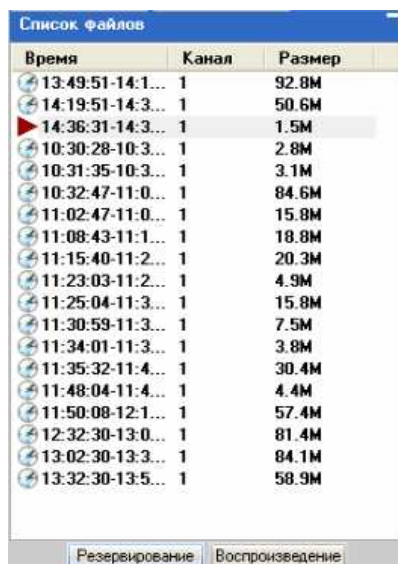 Список файлов
Время Канал Размер
13:49:51-14:1... 1 92.8M
14:19:51-14:3... 1 50.6M
14:36:31-14:3... 1 1.5M
10:30:28-10:3... 1 2.8M
10:31:35-10:3... 1 3.1M
10:32:47-11:0... 1 84.6M
11:02:47-11:0... 1 15.8M
11:08:43-11:1... 1 18.8M
11:15:40-11:2... 1 20.3M
11:23:03-11:2... 1 4.9M
11:25:04-11:3... 1 15.8M
11:30:59-11:3... 1 7.5M
11:34:01-11:3... 1 3.8M
11:35:32-11:4... 1 30.4M
11:48:04-11:4... 1 4.4M
11:50:08-12:1... 1 57.4M
12:32:30-13:0... 1 81.4M
13:02:30-13:3... 1 84.1M
13:32:30-13:5... 1 58.9M
Резервирование Воспроизведение